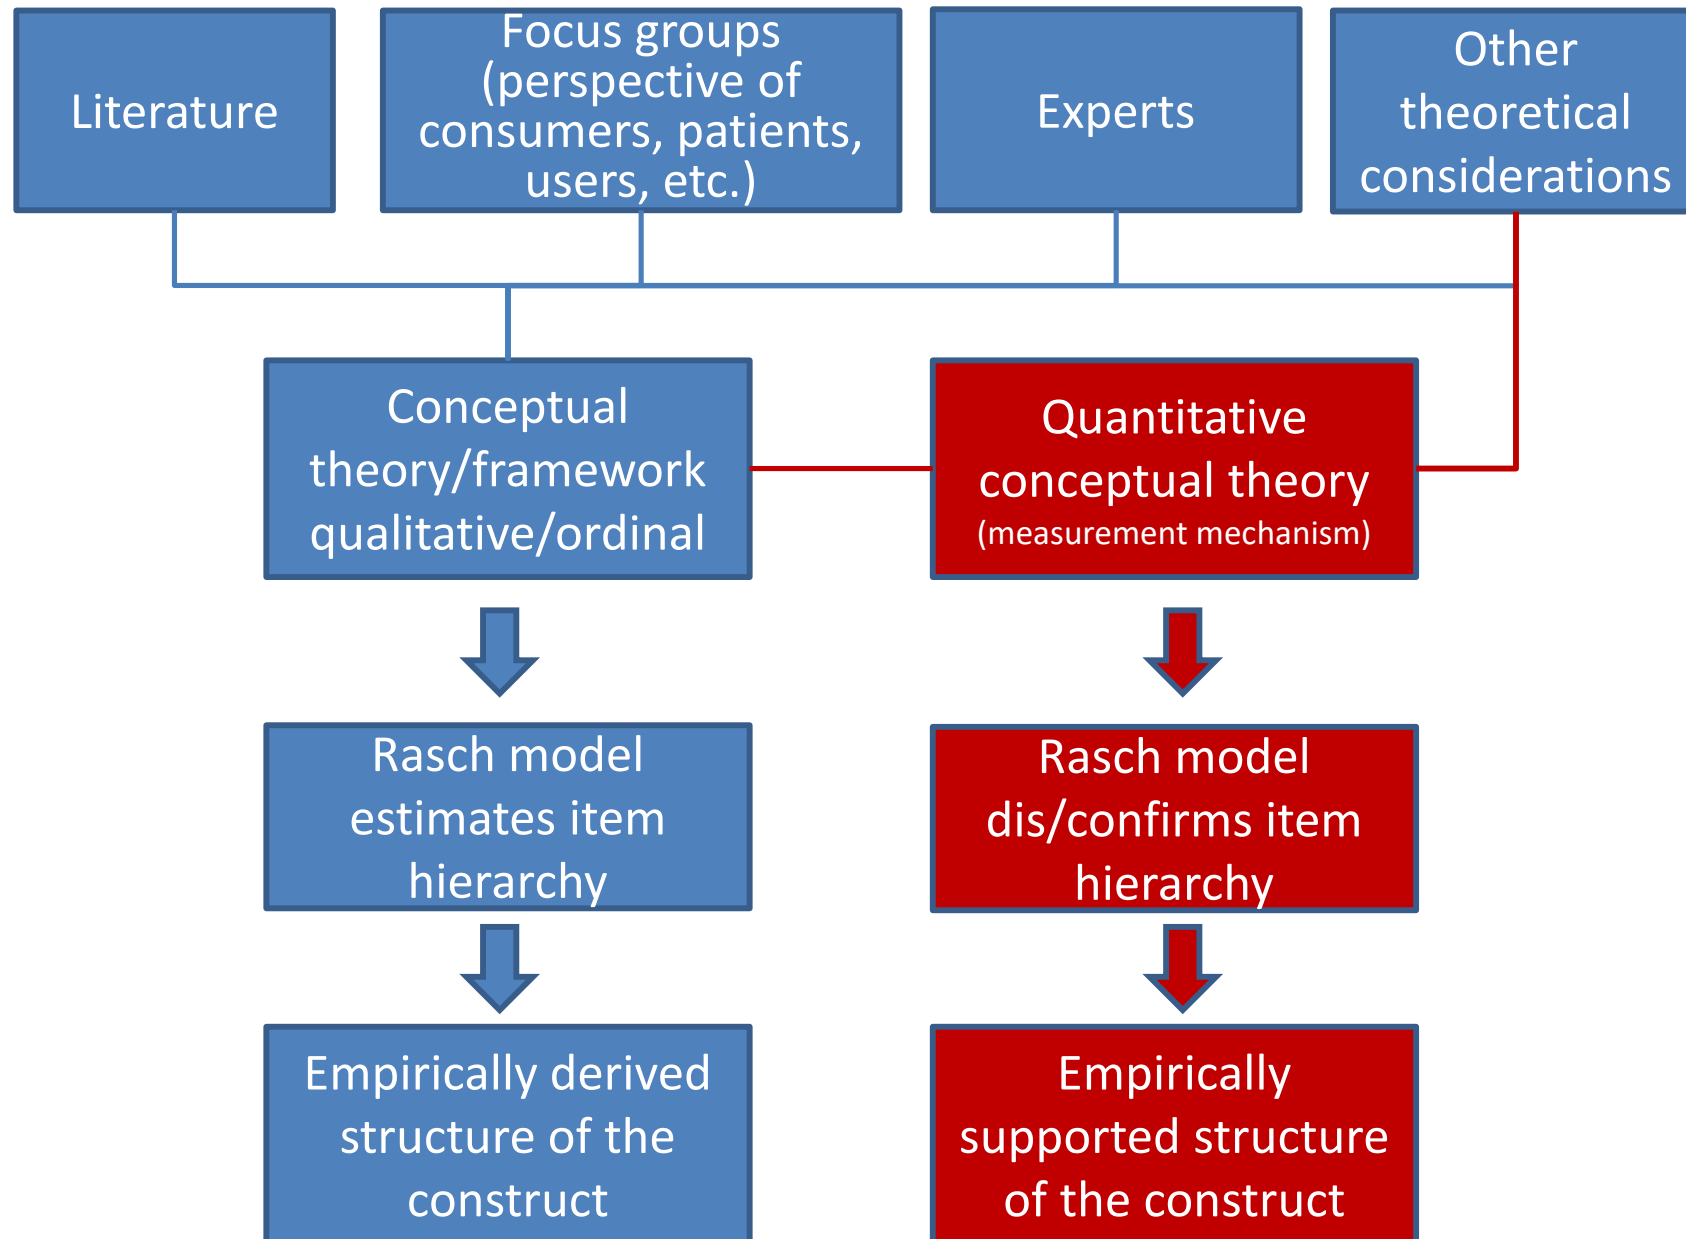 Literature
Focus groups
(perspective of
consumers, patients,
users, etc.)
Experts
Other
theoretical
considerations
Conceptual
theory/framework
qualitative/ordinal
Quantitative
conceptual theory
(measurement mechanism)
Rasch model
estimates item
hierarchy
Rasch model
dis/confirms item
hierarchy
Empirically derived
structure of the
construct
Empirically
supported structure
of the construct